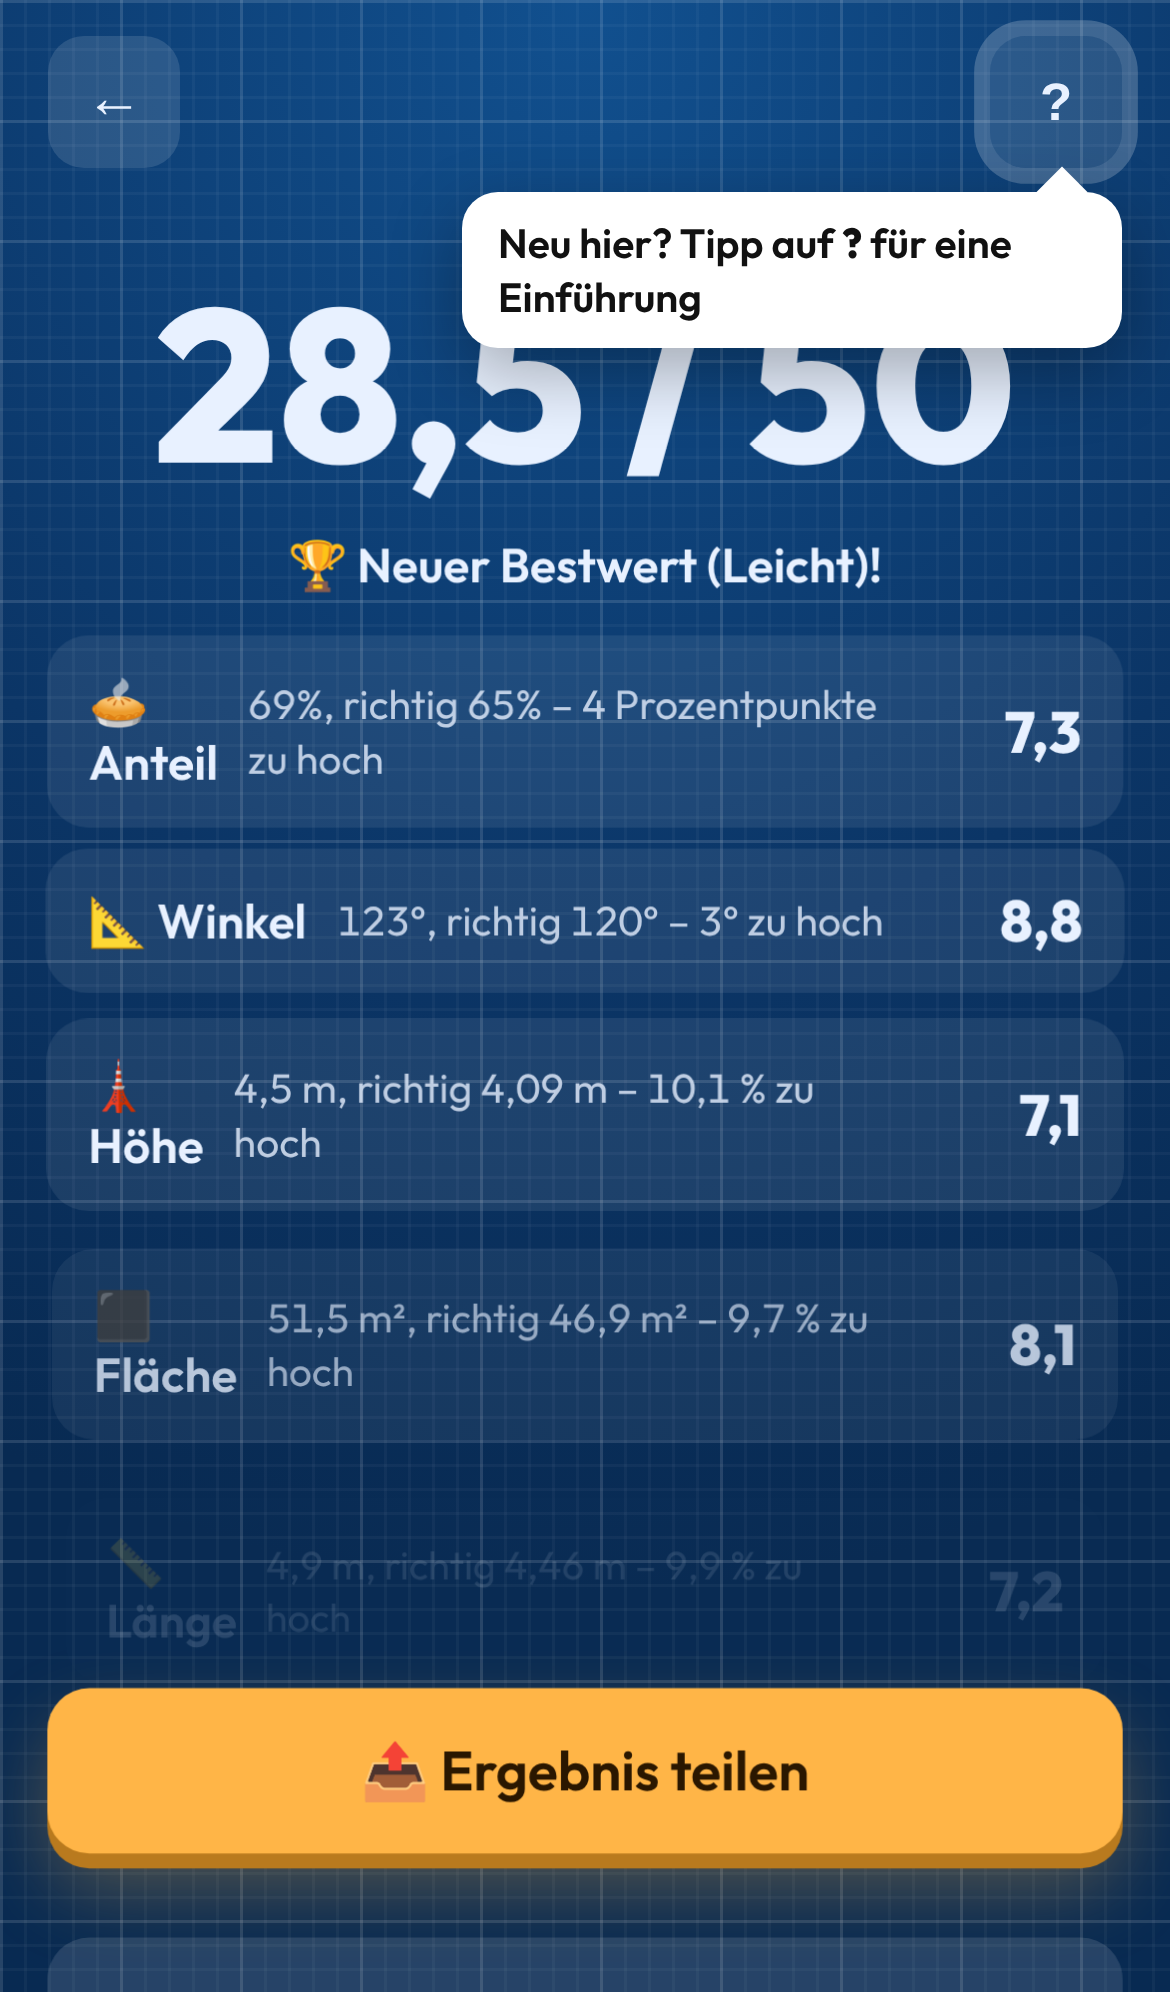 ←
?
Neu hier? Tipp auf ? für eine
Einführung
28,5 / 50
🏆 Neuer Bestwert (Leicht)!
🥧 Anteil
69%, richtig 65% – 4 Prozentpunkte
zu hoch
7,3
📐 Winkel 123°, richtig 120° – 3° zu hoch 8,8
🗼 Höhe
4,5 m, richtig 4,09 m – 10,1 % zu
hoch
7,1
⬛ Fläche
51,5 m², richtig 46,9 m² – 9,7 % zu
hoch
8,1
📏 Länge
4,9 m, richtig 4,46 m – 9,9 % zu
hoch
7,2
📤 Ergebnis teilen